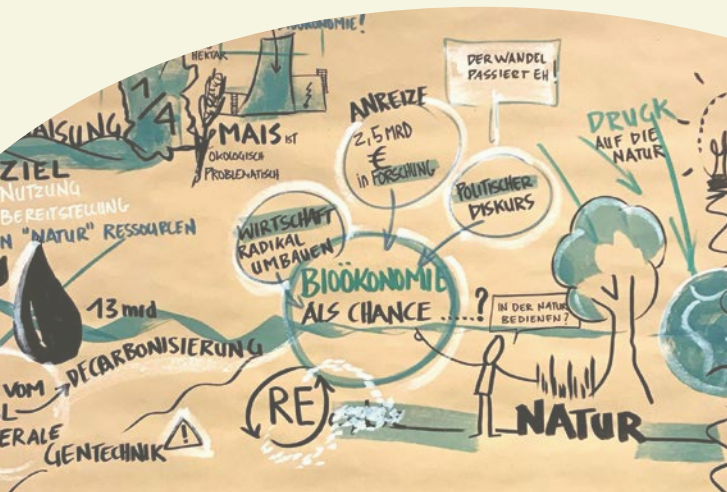 BIOÖKONOMIE!
HEKTAR
1/4
MAIS IST
ÖKOLOGISCH
PROBLEMATISCH
ZIEL
NUTZUNG
BEREITSTELLUNG
"NATUR" RESSOURCEN
13 mrd
DECARBONISIERUNG
VOM
GENTECHNIK
ANREIZE
2,5 MRD
€
in FORSCHUNG
DER WANDEL
PASSIERT EH!
POLITISCHER
DISKURS
WIRTSCHAFT
RADIKAL
UMBAUEN
BIOÖKONOMIE
ALS CHANCE .....?
RE
IN DER NATUR
BEDIENEN?
NATUR
DRUCK
AUF DIE
NATUR